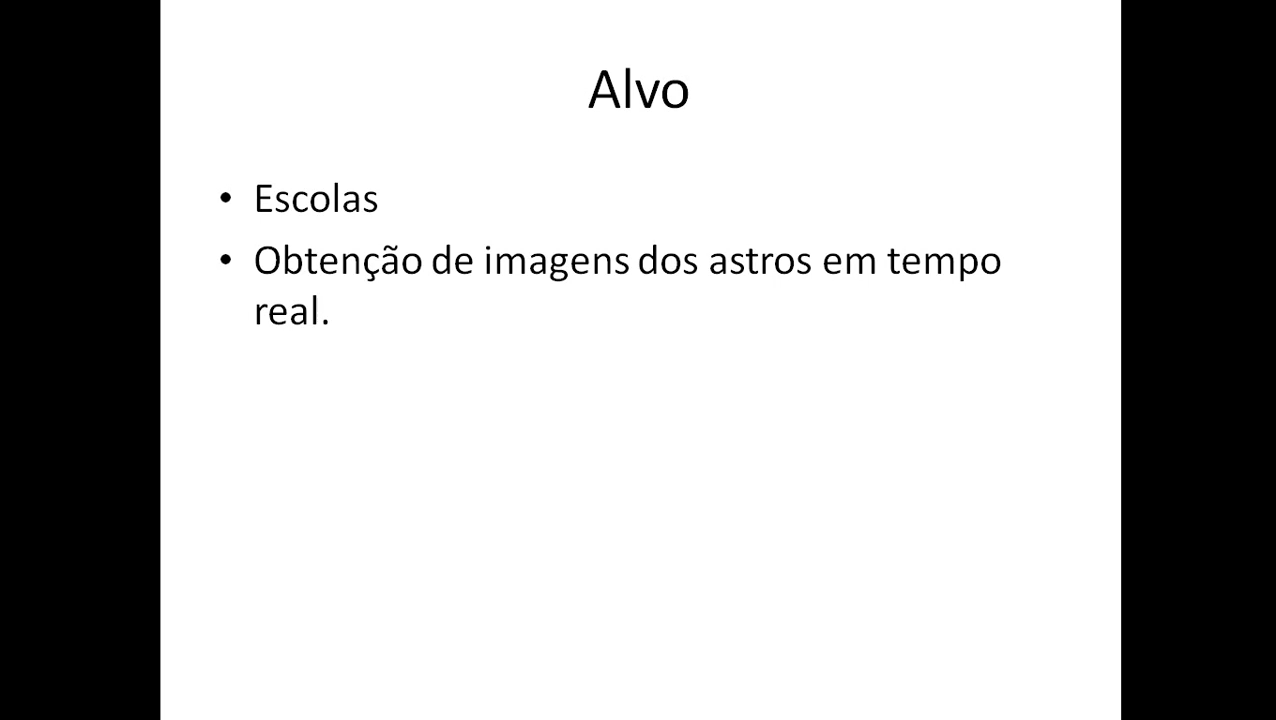 Alvo
• Escolas
• Obtenção de imagens dos astros em tempo
real.